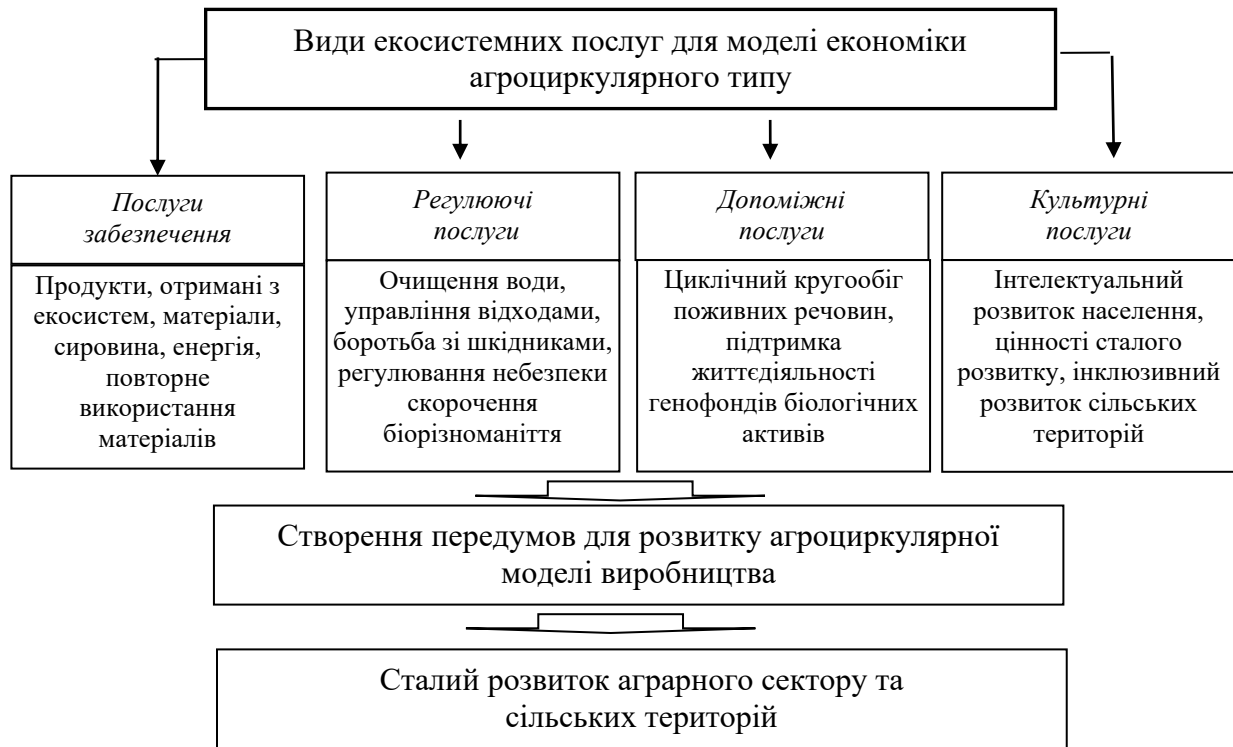 Види екосистемних послуг для моделі економіки
агроциркулярного типу
Послуги
забезпечення
Продукти, отримані з
екосистем, матеріали,
сировина, енергія,
повторне
використання
матеріалів
Регулюючі
послуги
Очищення води,
управління відходами,
боротьба зі шкідниками,
регулювання небезпеки
скорочення
біорізноманіття
Допоміжні
послуги
Циклічний кругообіг
поживних речовин,
підтримка
життєдіяльності
генофондів біологічних
активів
Культурні
послуги
Інтелектуальний
розвиток населення,
цінності сталого
розвитку, інклюзивний
розвиток сільських
територій
Створення передумов для розвитку агроциркулярної
моделі виробництва
Сталий розвиток аграрного сектору та
сільських територій